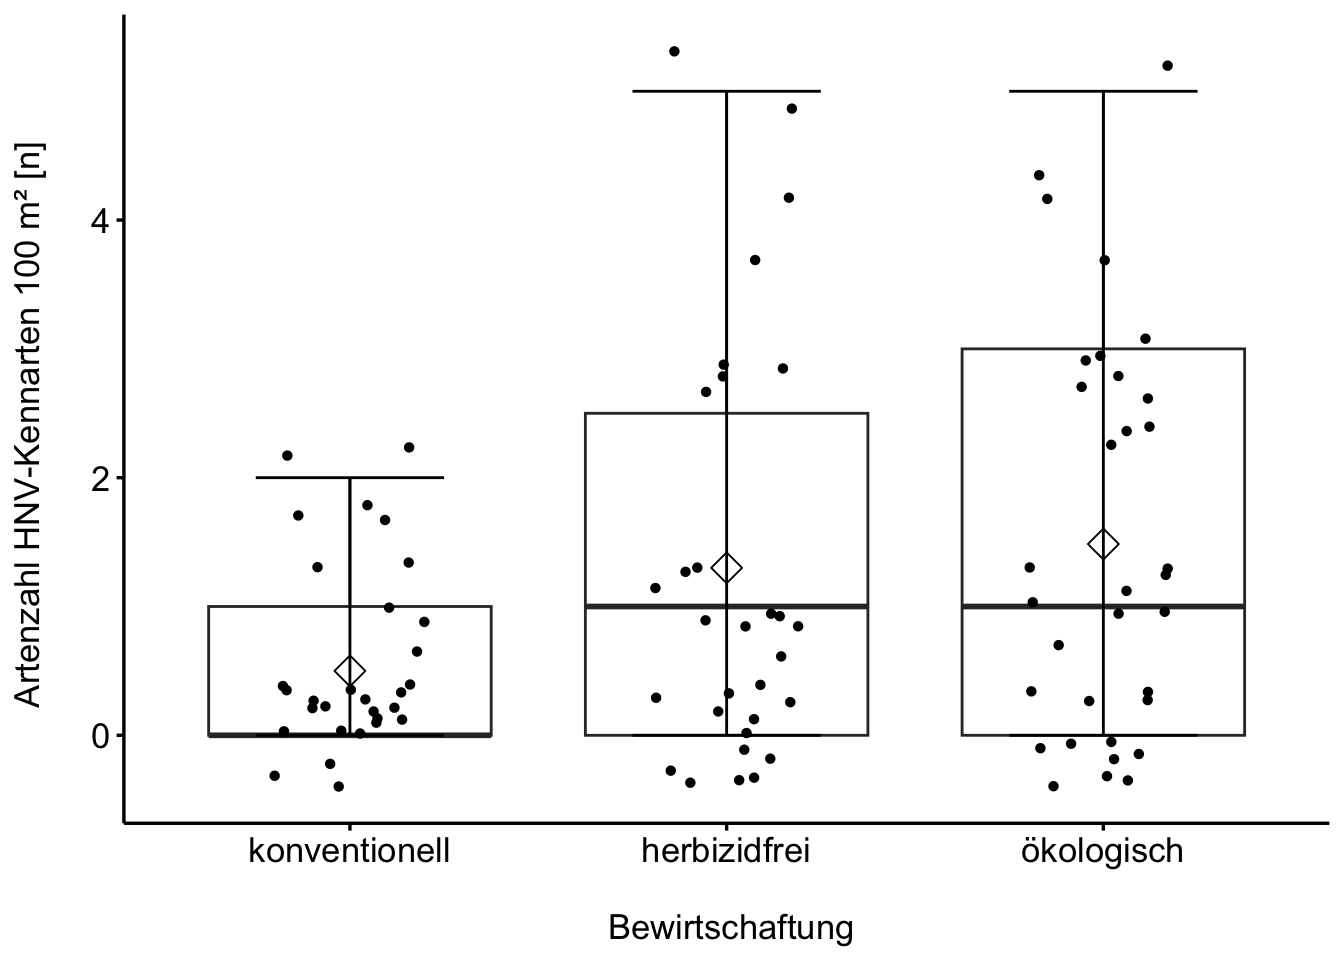 Artenzahl HNV-Kennarten 100 m² [n]
4
2
0
konventionell herbizidfrei ökologisch
Bewirtschaftung